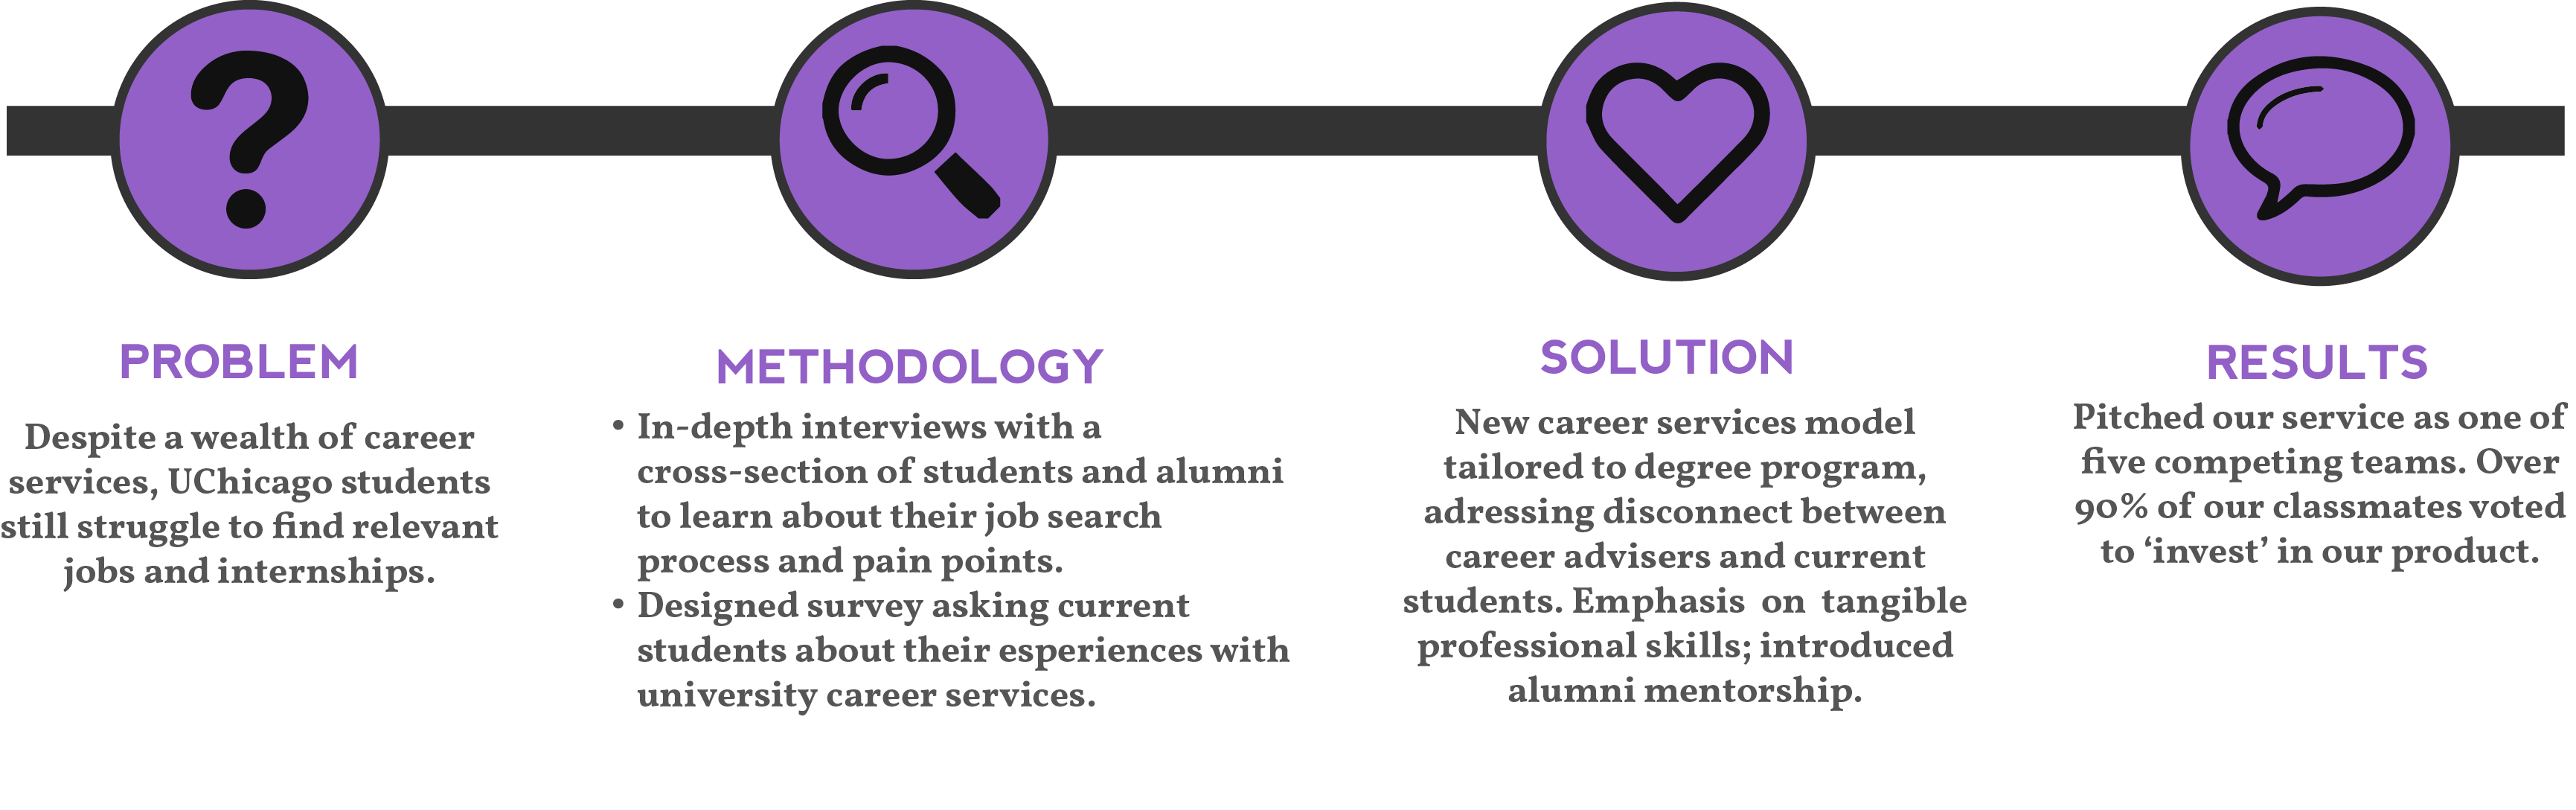 PROBLEM
Despite a wealth of career
services, UChicago students
still struggle to find relevant
jobs and internships.
METHODOLOGY
• In-depth interviews with a
cross-section of students and alumni
to learn about their job search
process and pain points.
• Designed survey asking current
students about their esperiences with
university career services.
SOLUTION
New career services model
tailored to degree program,
adressing disconnect between
career advisers and current
students. Emphasis on tangible
professional skills; introduced
alumni mentorship.
RESULTS
Pitched our service as one of
five competing teams. Over
90% of our classmates voted
to ‘invest’ in our product.